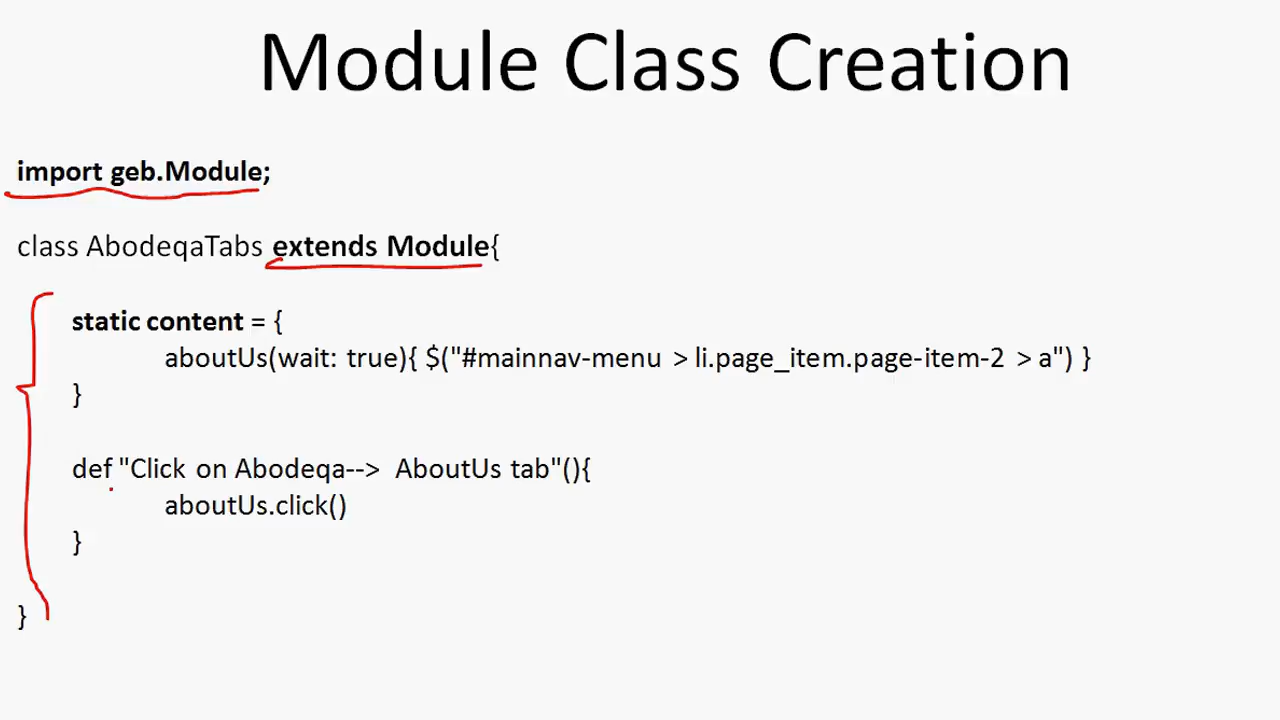 Module Class Creation
import geb.Module;
class AbodeqaTabs extends Module{
static content = {
aboutUs(wait: true){ $("#mainnav-menu > li.page_item.page-item-2 > a") }
}
def "Click on Abodeqa--> AboutUs tab"(){
aboutUs.click()
}
}